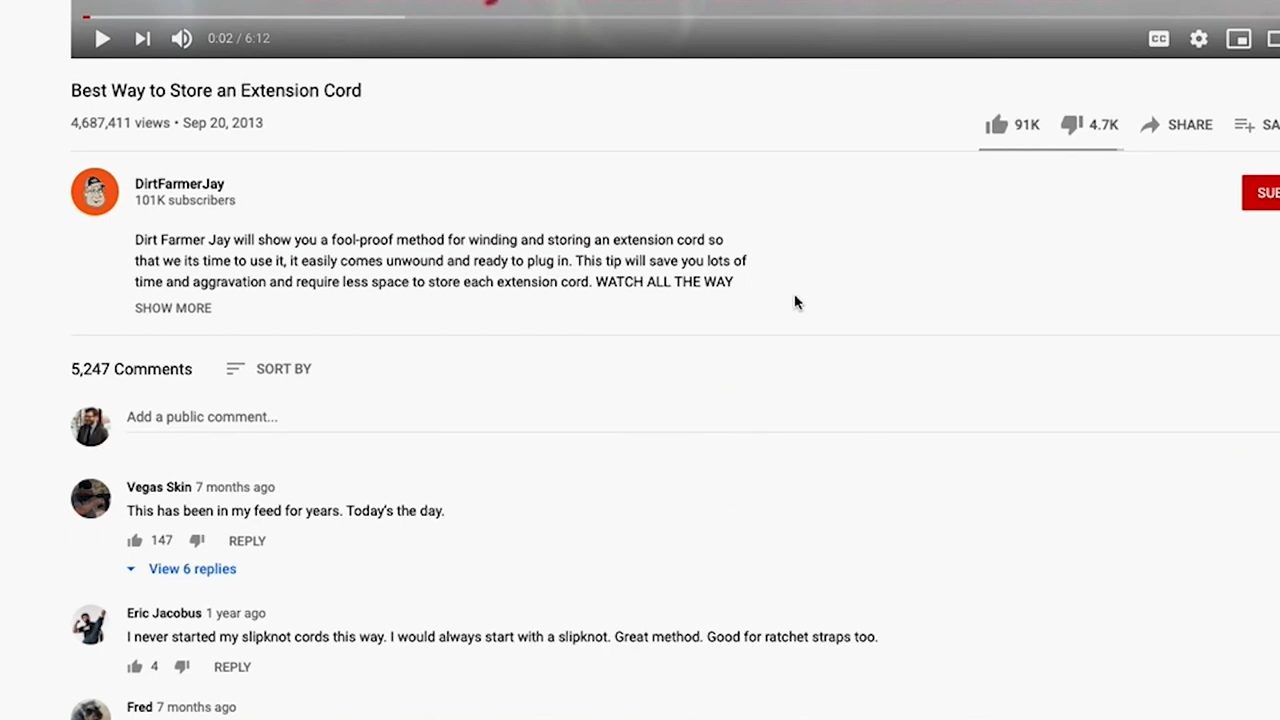 0:02 / 6:12
CC
Best Way to Store an Extension Cord
4,687,411 views • Sep 20, 2013
91K 4.7K SHARE SA
DirtFarmerJay
101K subscribers
SUB
Dirt Farmer Jay will show you a fool-proof method for winding and storing an extension cord so
that we its time to use it, it easily comes unwound and ready to plug in. This tip will save you lots of
time and aggravation and require less space to store each extension cord. WATCH ALL THE WAY
SHOW MORE
5,247 Comments SORT BY
Add a public comment...
Vegas Skin 7 months ago
This has been in my feed for years. Today's the day.
147 REPLY
View 6 replies
Eric Jacobus 1 year ago
I never started my slipknot cords this way. I would always start with a slipknot. Great method. Good for ratchet straps too.
4 REPLY
Fred 7 months ago